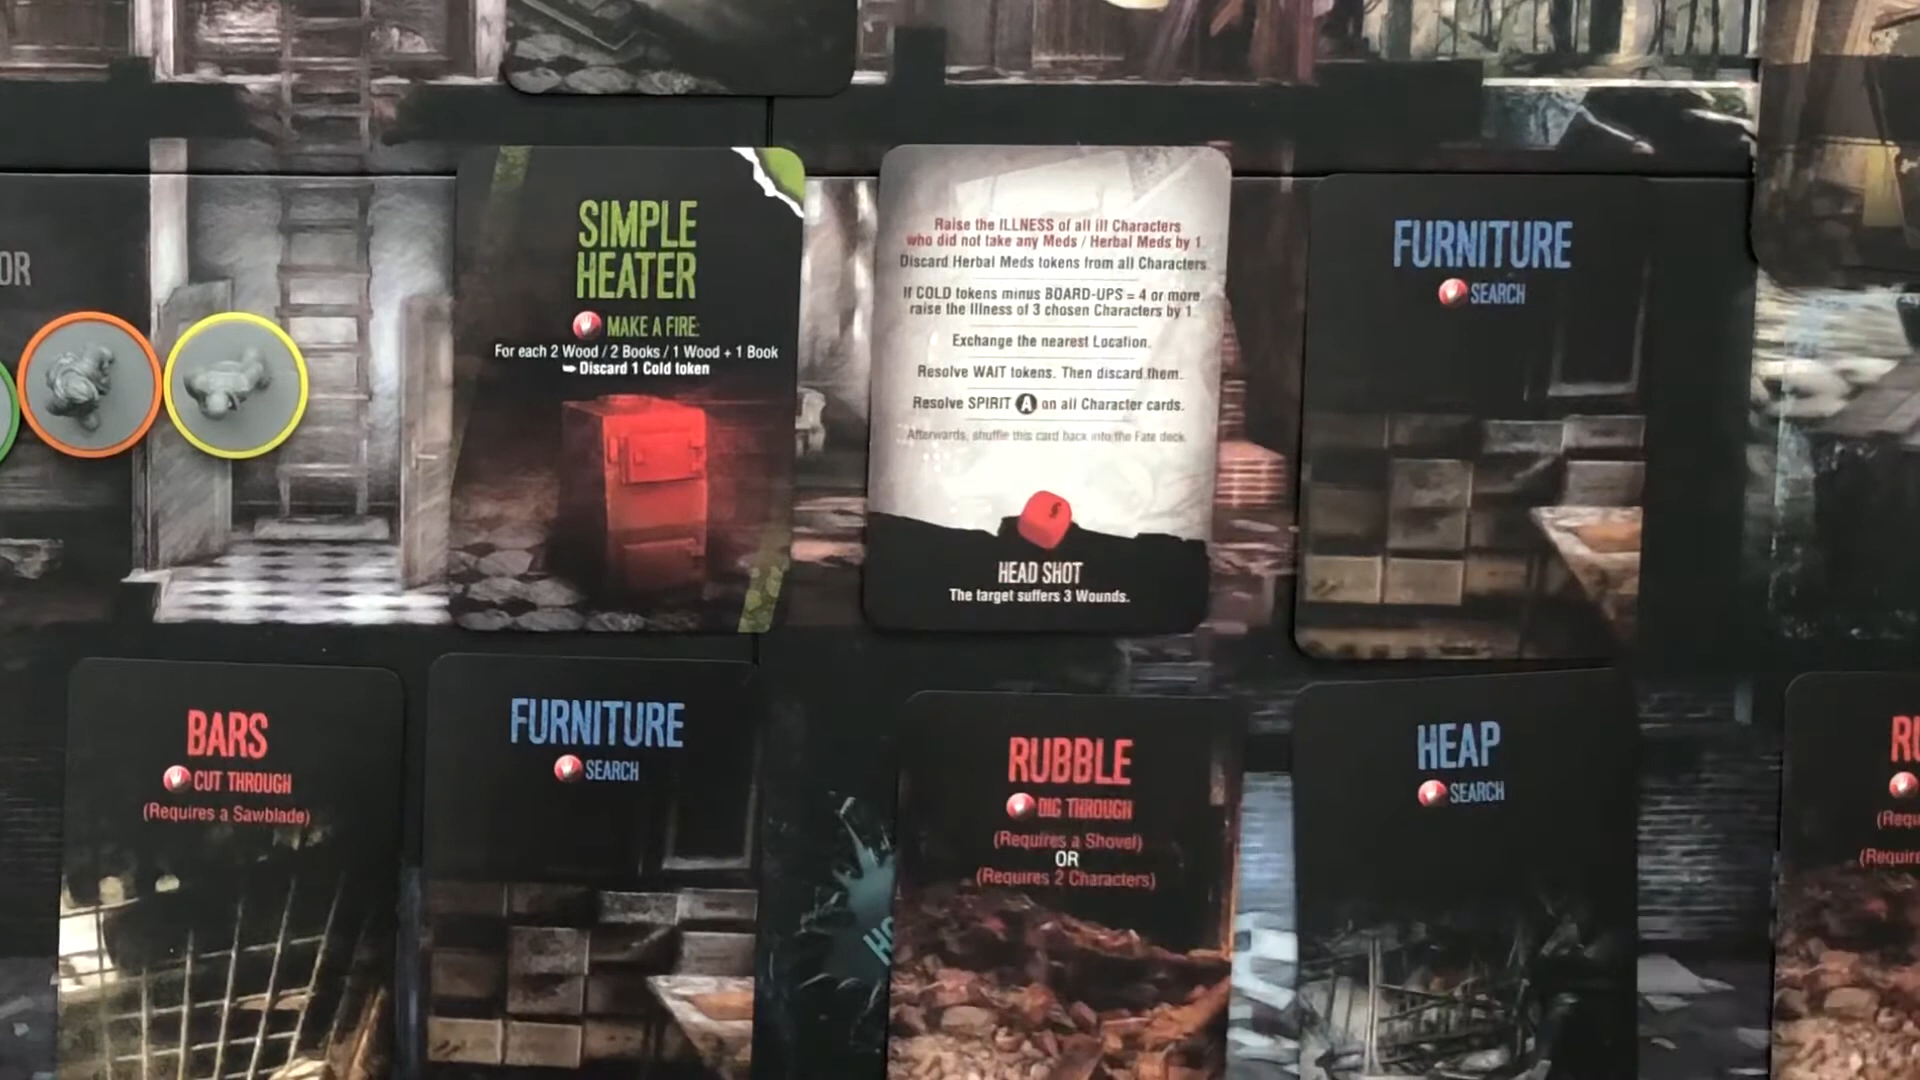 OR
SIMPLE
HEATER
MAKE A FIRE:
For each 2 Wood / 2 Books / 1 Wood + 1 Book
Discard 1 Cold token
Raise the ILLNESS of all ill Characters
who did not take any Meds / Herbal Meds by 1.
Discard Herbal Meds tokens from all Characters
If COLD tokens minus BOARD-UPS = 4 or more,
raise the Illness of 3 chosen Characters by 1.
Exchange the nearest Location.
Resolve WAIT tokens. Then discard them.
Resolve SPIRIT A on all Character cards.
Afterwards, shuffle this card back into the Fate deck.
HEAD SHOT
The target suffers 3 Wounds.
FURNITURE
SEARCH
BARS
CUT THROUGH
(Requires a Sawblade)
FURNITURE
SEARCH
HO
RUBBLE
DIG THROUGH
(Requires a Shovel)
OR
(Requires 2 Characters)
HEAP
SEARCH
RU
(Requ
(Require